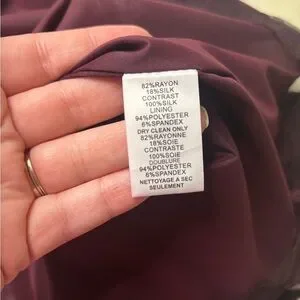 82%RAYON
18%SILK
CONTRAST
100%SILK
LINING
94%POLYESTER
6%SPANDEX
DRY CLEAN ONLY
82%RAYONNE
18%SOIE
CONTRASTE
100%SOIE
DOUBLURE
94%POLYESTER
6%SPANDEX
NETTOYAGE A SEC
SEULEMENT